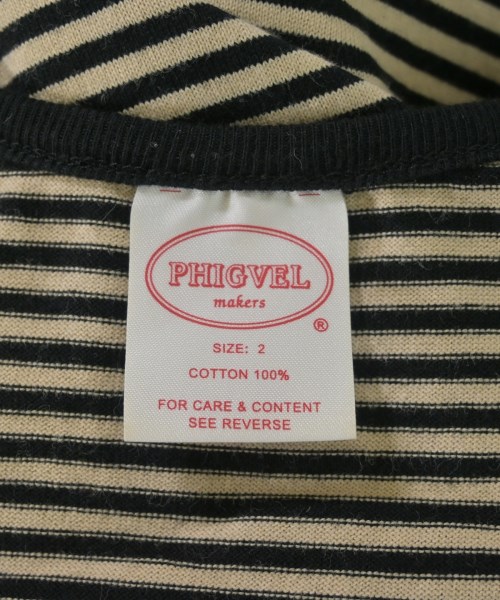 PHIGVEL
makers
®
SIZE: 2
COTTON 100%
FOR CARE & CONTENT
SEE REVERSE